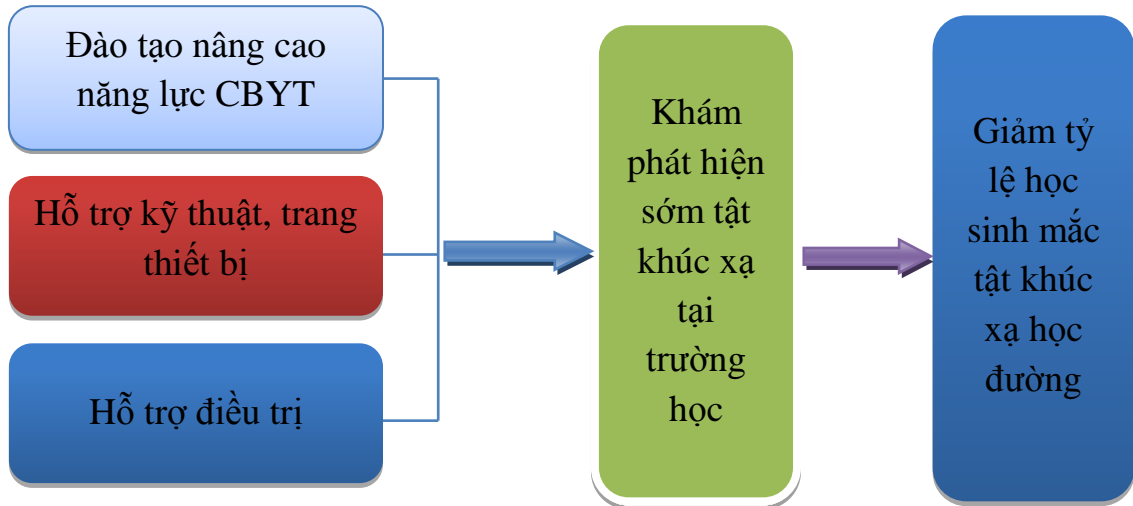 Đào tạo nâng cao
năng lực CBYT
Hỗ trợ kỹ thuật, trang
thiết bị
Hỗ trợ điều trị
Khám
phát hiện
sớm tật
khúc xạ
tại
trường
học
Giảm tỷ
lệ học
sinh mắc
tật khúc
xạ học
đường